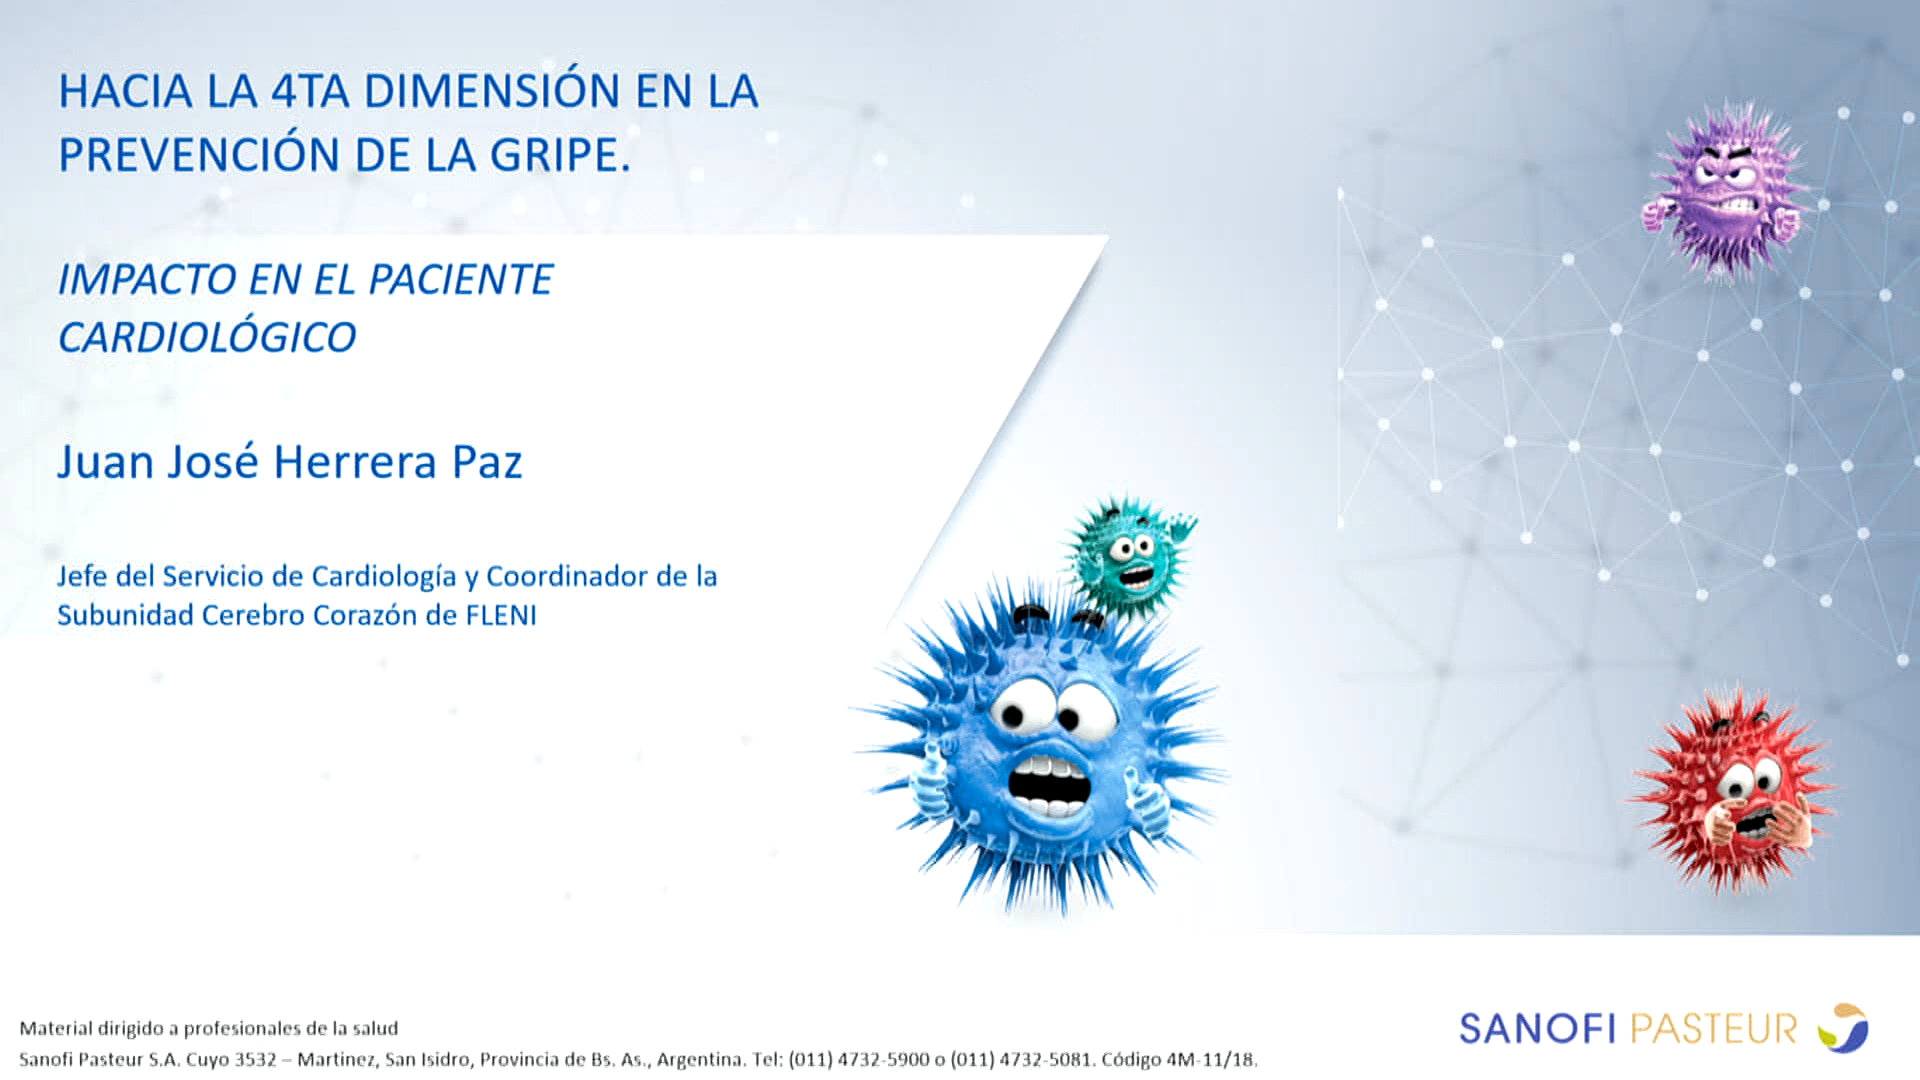 HACIA LA 4TA DIMENSIÓN EN LA
PREVENCIÓN DE LA GRIPE.
IMPACTO EN EL PACIENTE
CARDIOLÓGICO
Juan José Herrera Paz
Jefe del Servicio de Cardiología y Coordinador de la
Subunidad Cerebro Corazón de FLENI
Material dirigido a profesionales de la salud
Sanofi Pasteur S.A. Cuyo 3532 – Martinez, San Isidro, Provincia de Bs. As., Argentina. Tel: (011) 4732-5900 o (011) 4732-5081. Código 4M-11/18.
SANOFI PASTEUR